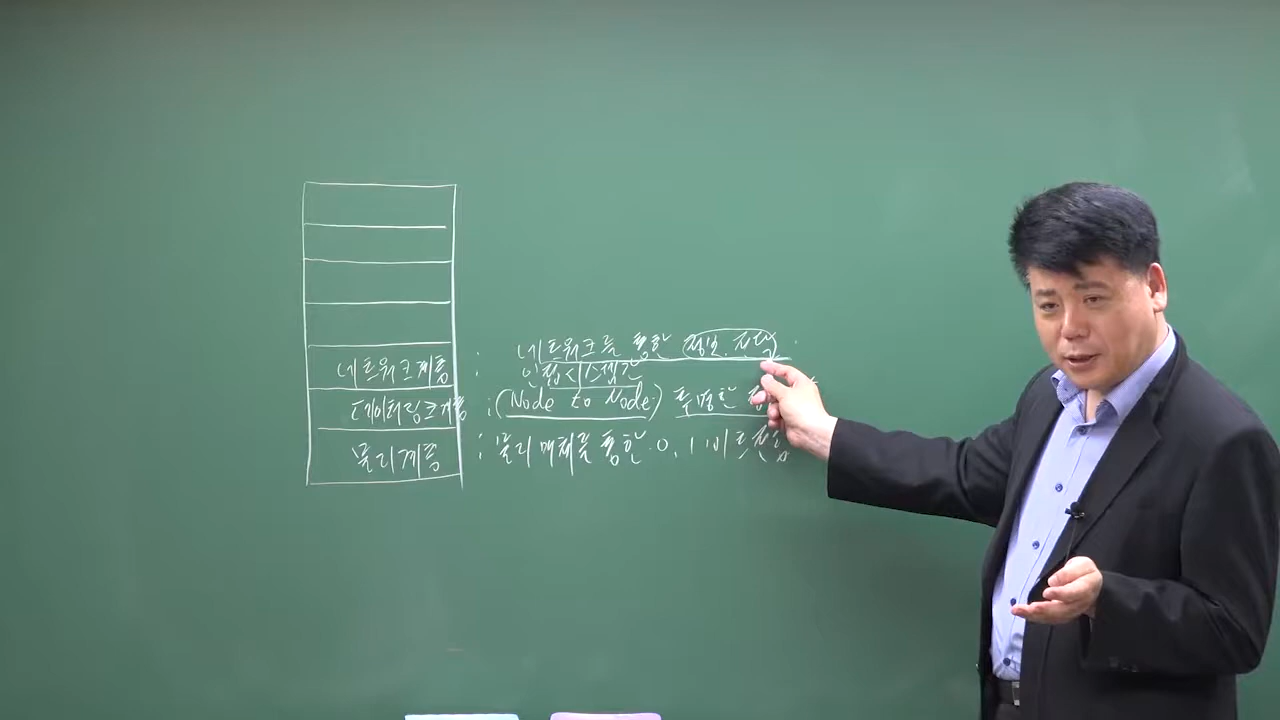 네트워크계층 : 네트워크를 통한 정보 전달
인접 시스템간
데이터링크계층 : (Node to Node) 투명한
물리계층 : 물리 매체를 통한 0, 1 비트전송